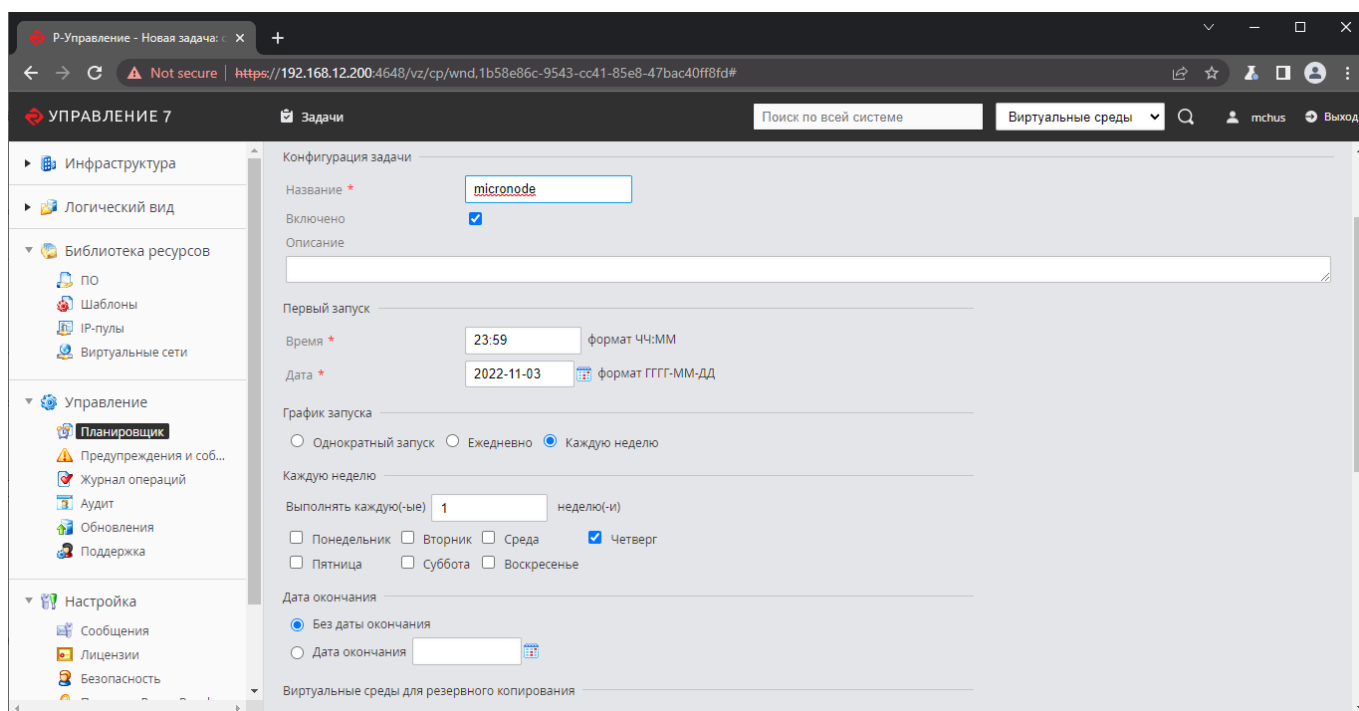 Р-Управление - Новая задача: с
Not secure | https://192.168.12.200:4648/vz/cp/wnd,1b58e86c-9543-cc41-85e8-47bac40ff8fd#
УПРАВЛЕНИЕ 7
Задачи
Поиск по всей системе
Виртуальные среды
mchus
Выход
Инфраструктура
Логический вид
Библиотека ресурсов
ПО
Шаблоны
IP-пулы
Виртуальные сети
Управление
Планировщик
Предупреждения и соб...
Журнал операций
Аудит
Обновления
Поддержка
Настройка
Сообщения
Лицензии
Безопасность
Конфигурация задачи
Название * micronode
Включено
Описание
Первый запуск
Время * 23:59 формат ЧЧ:ММ
Дата * 2022-11-03 формат ГГГГ-ММ-ДД
График запуска
Однократный запуск Ежедневно Каждую неделю
Каждую неделю
Выполнять каждую(-ые) 1 неделю(-и)
Понедельник Вторник Среда Четверг
Пятница Суббота Воскресенье
Дата окончания
Без даты окончания
Дата окончания
Виртуальные среды для резервного копирования